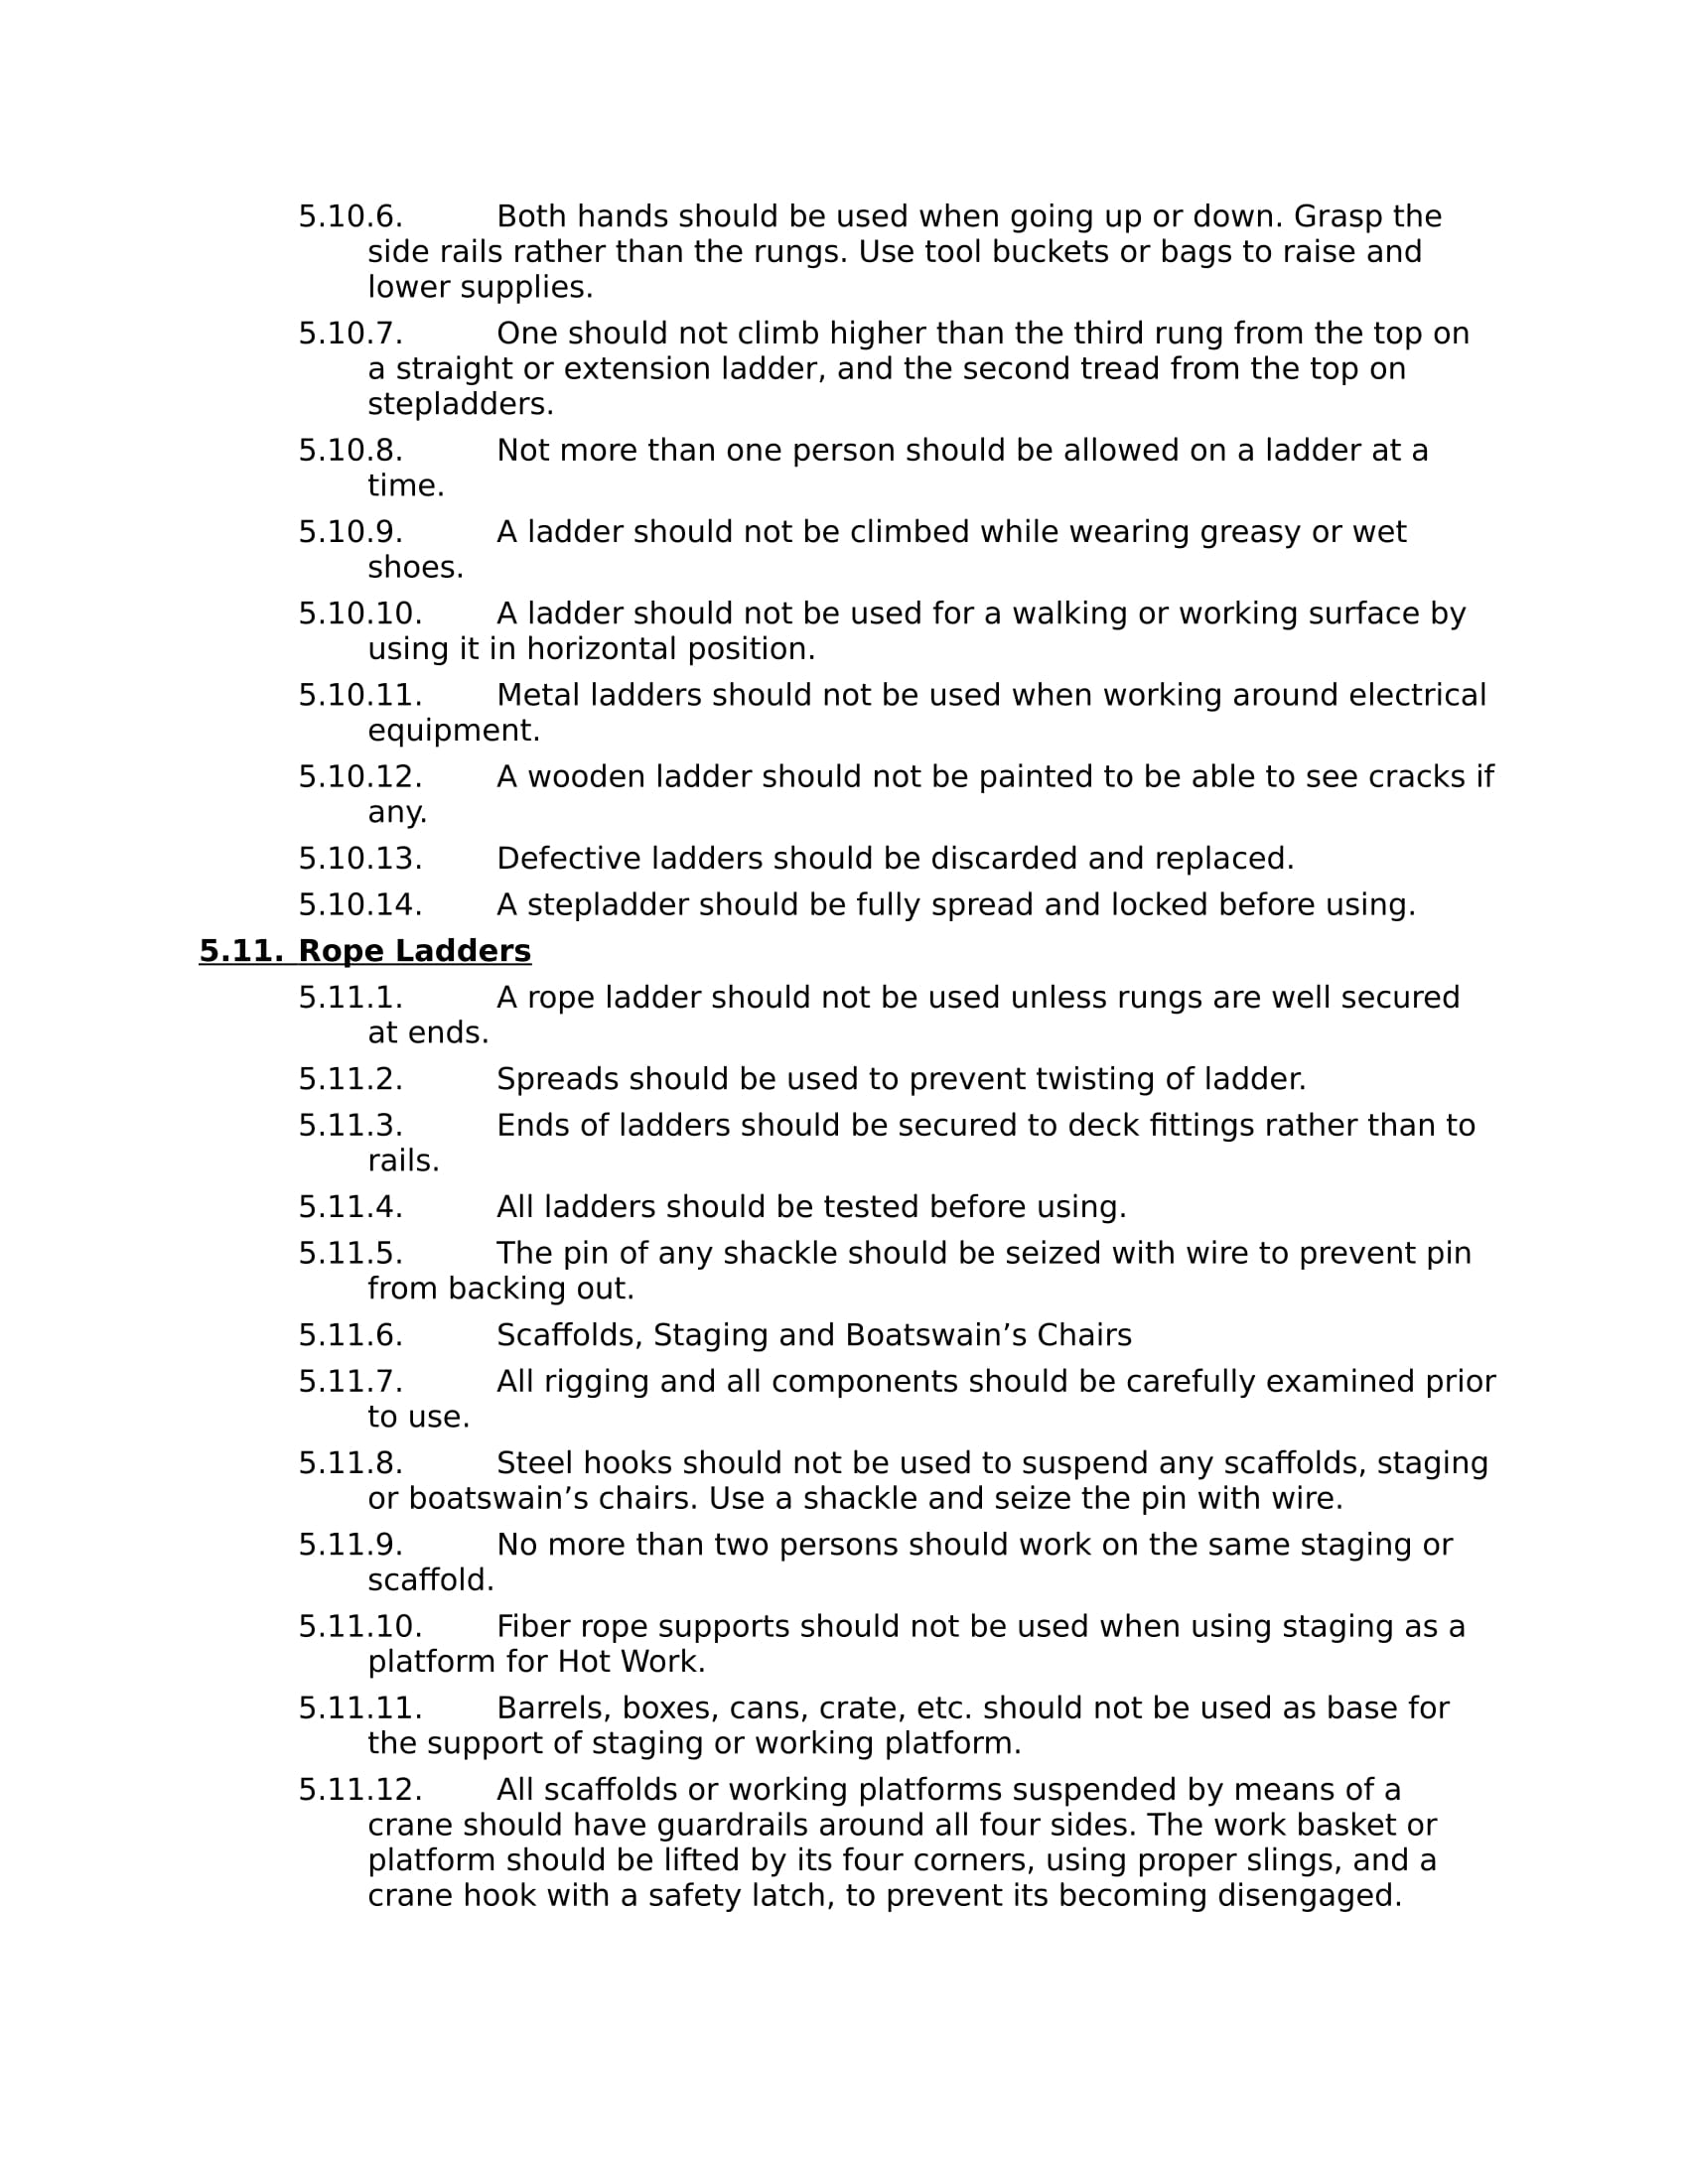 5.10.6. Both hands should be used when going up or down. Grasp the
side rails rather than the rungs. Use tool buckets or bags to raise and
lower supplies.
5.10.7. One should not climb higher than the third rung from the top on
a straight or extension ladder, and the second tread from the top on
stepladders.
5.10.8. Not more than one person should be allowed on a ladder at a
time.
5.10.9. A ladder should not be climbed while wearing greasy or wet
shoes.
5.10.10. A ladder should not be used for a walking or working surface by
using it in horizontal position.
5.10.11. Metal ladders should not be used when working around electrical
equipment.
5.10.12. A wooden ladder should not be painted to be able to see cracks if
any.
5.10.13. Defective ladders should be discarded and replaced.
5.10.14. A stepladder should be fully spread and locked before using.
5.11. Rope Ladders
5.11.1. A rope ladder should not be used unless rungs are well secured
at ends.
5.11.2. Spreads should be used to prevent twisting of ladder.
5.11.3. Ends of ladders should be secured to deck fittings rather than to
rails.
5.11.4. All ladders should be tested before using.
5.11.5. The pin of any shackle should be seized with wire to prevent pin
from backing out.
5.11.6. Scaffolds, Staging and Boatswain’s Chairs
5.11.7. All rigging and all components should be carefully examined prior
to use.
5.11.8. Steel hooks should not be used to suspend any scaffolds, staging
or boatswain’s chairs. Use a shackle and seize the pin with wire.
5.11.9. No more than two persons should work on the same staging or
scaffold.
5.11.10. Fiber rope supports should not be used when using staging as a
platform for Hot Work.
5.11.11. Barrels, boxes, cans, crate, etc. should not be used as base for
the support of staging or working platform.
5.11.12. All scaffolds or working platforms suspended by means of a
crane should have guardrails around all four sides. The work basket or
platform should be lifted by its four corners, using proper slings, and a
crane hook with a safety latch, to prevent its becoming disengaged.